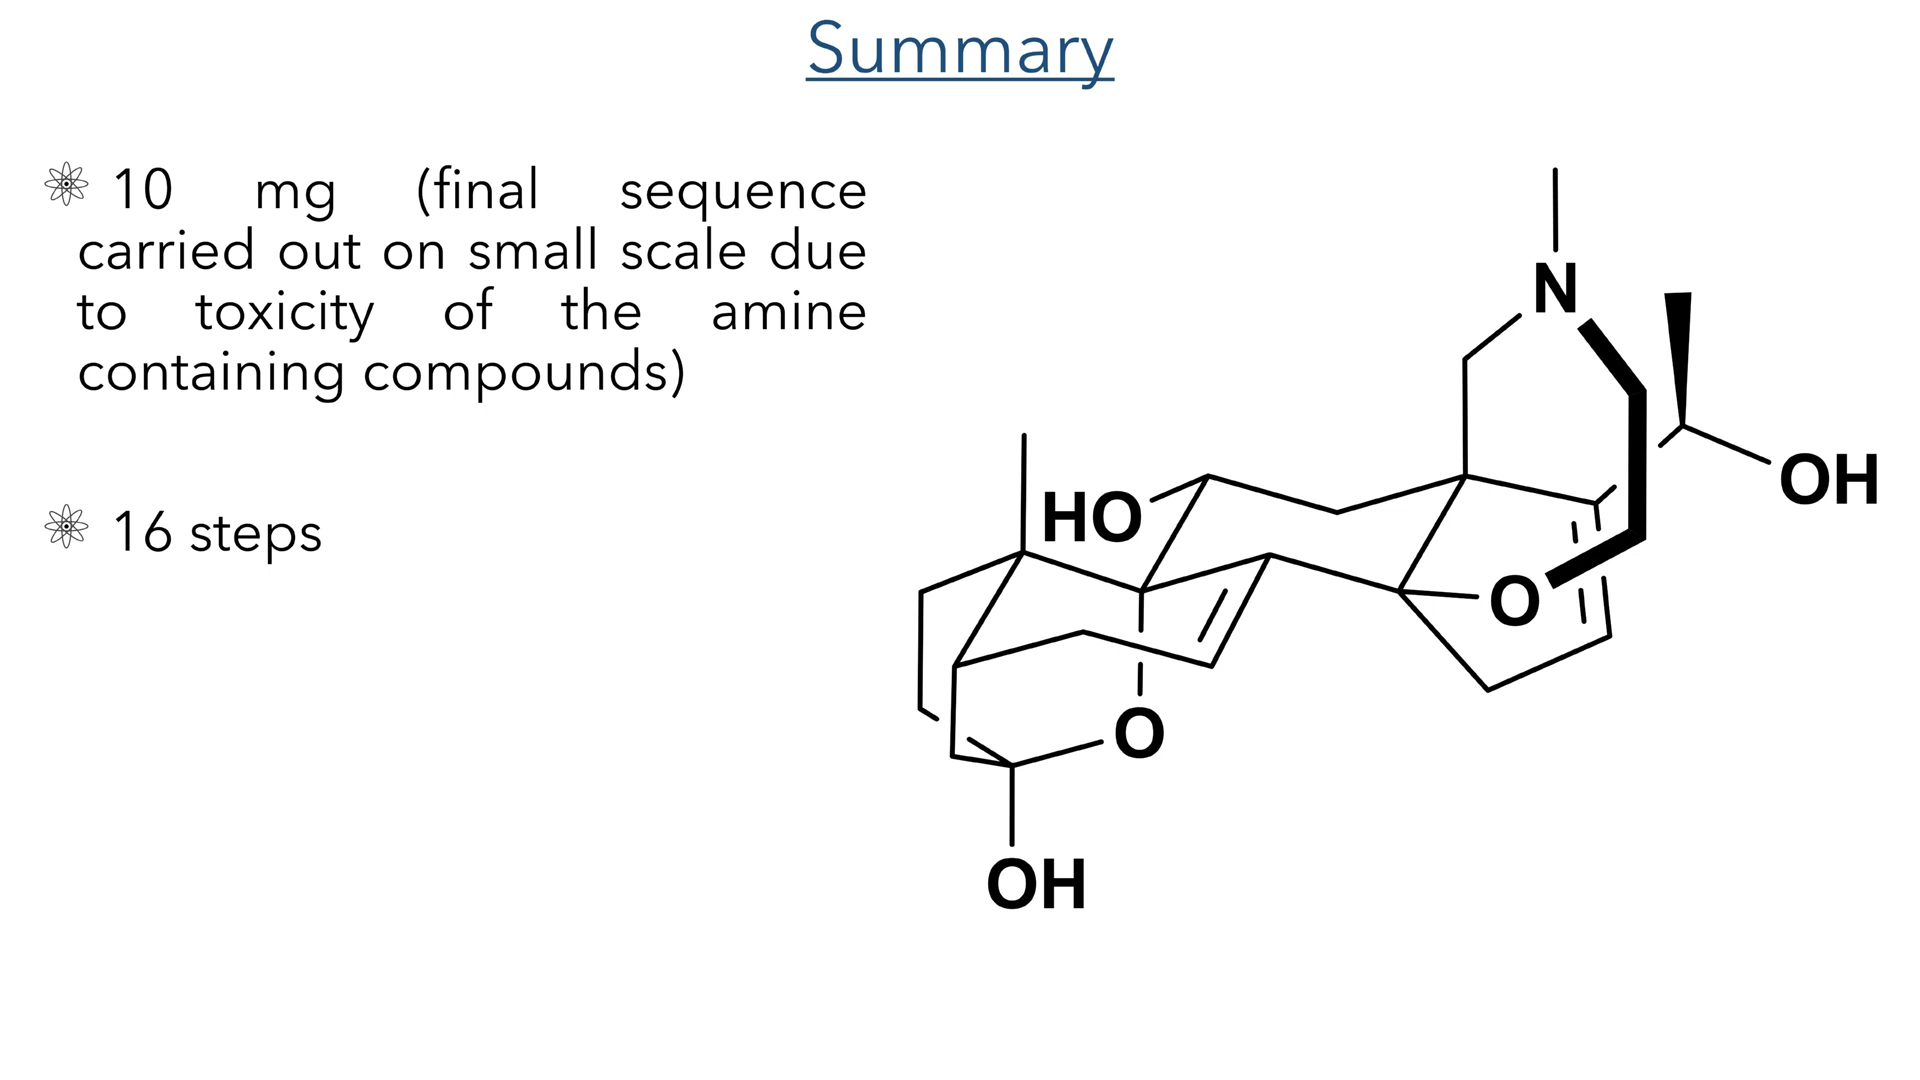 Summary
10 mg (final sequence
carried out on small scale due
to toxicity of the amine
containing compounds)
16 steps
N
OH
HO
O
O
OH